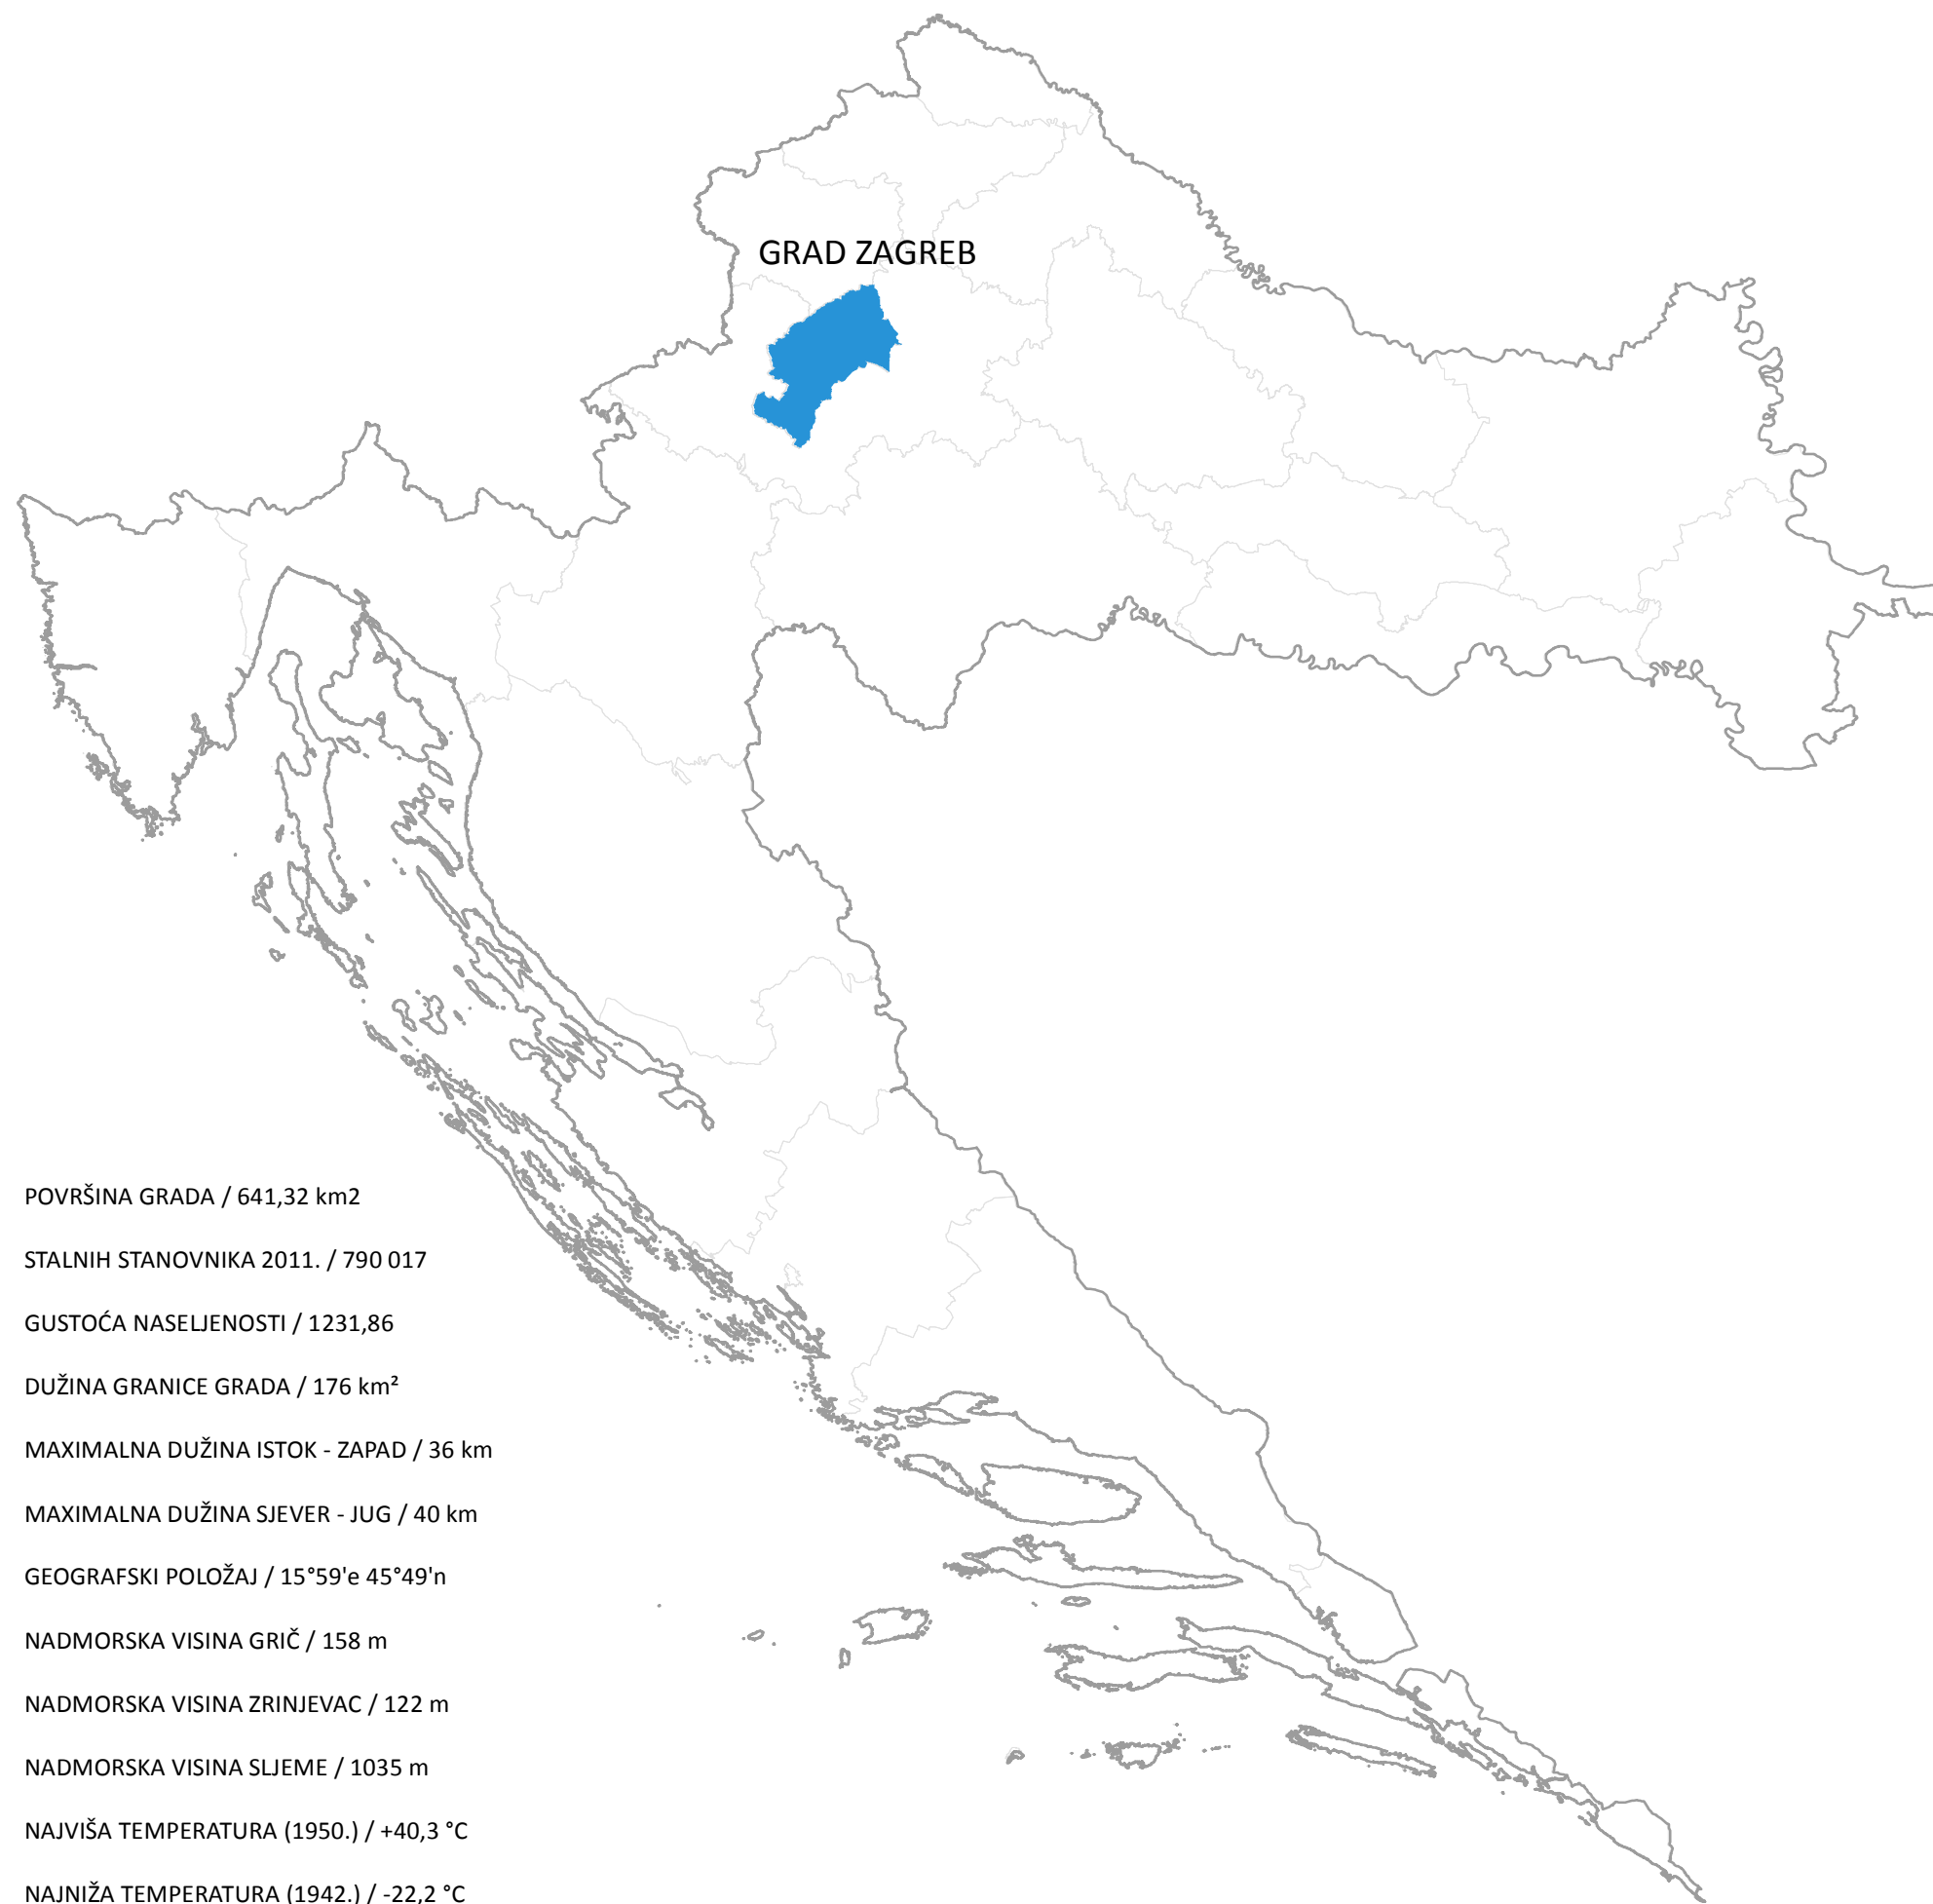 GRAD ZAGREB
POVRŠINA GRADA / 641,32 km2
STALNIH STANOVNIKA 2011. / 790 017
GUSTOĆA NASELJENOSTI / 1231,86
DUŽINA GRANICE GRADA / 176 km²
MAXIMALNA DUŽINA ISTOK - ZAPAD / 36 km
MAXIMALNA DUŽINA SJEVER - JUG / 40 km
GEOGRAFSKI POLOŽAJ / 15°59'e 45°49'n
NADMORSKA VISINA GRIČ / 158 m
NADMORSKA VISINA ZRINJEVAC / 122 m
NADMORSKA VISINA SLJEME / 1035 m
NAJVIŠA TEMPERATURA (1950.) / +40,3 °C
NAJNIŽA TEMPERATURA (1942.) / -22,2 °C